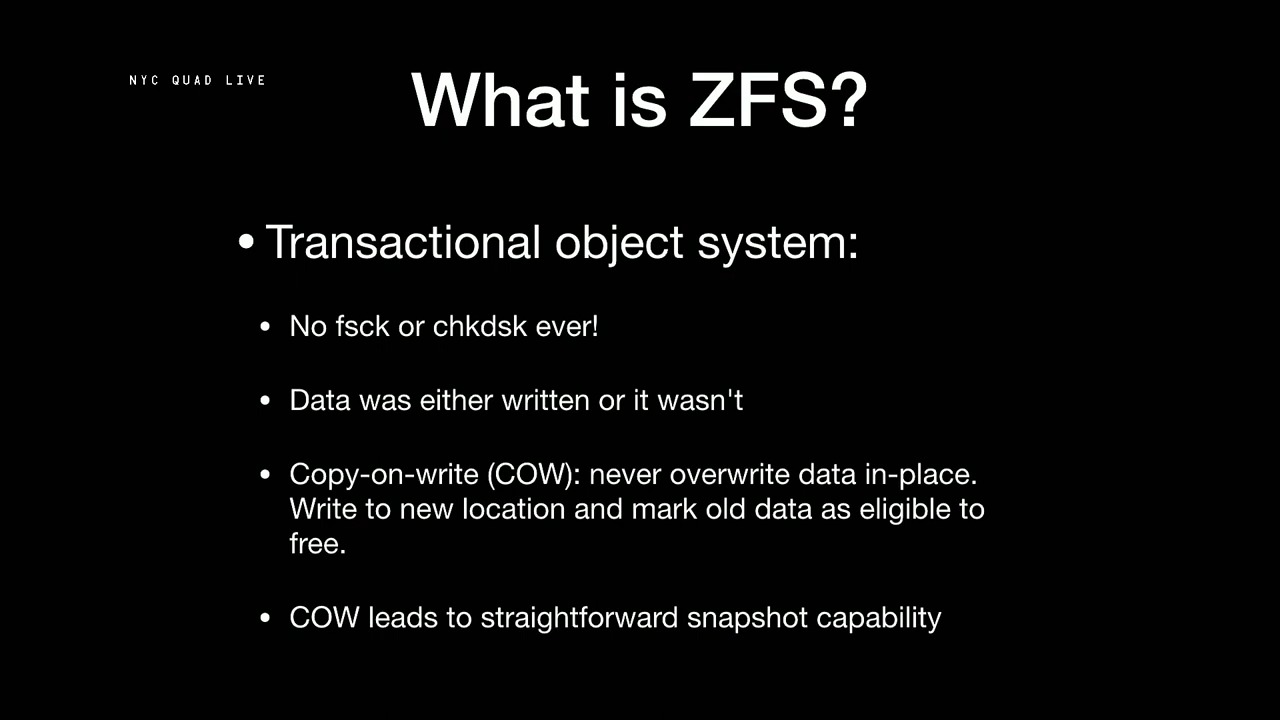 NYC QUAD LIVE
What is ZFS?
• Transactional object system:
• No fsck or chkdsk ever!
• Data was either written or it wasn't
• Copy-on-write (COW): never overwrite data in-place.
Write to new location and mark old data as eligible to
free.
• COW leads to straightforward snapshot capability